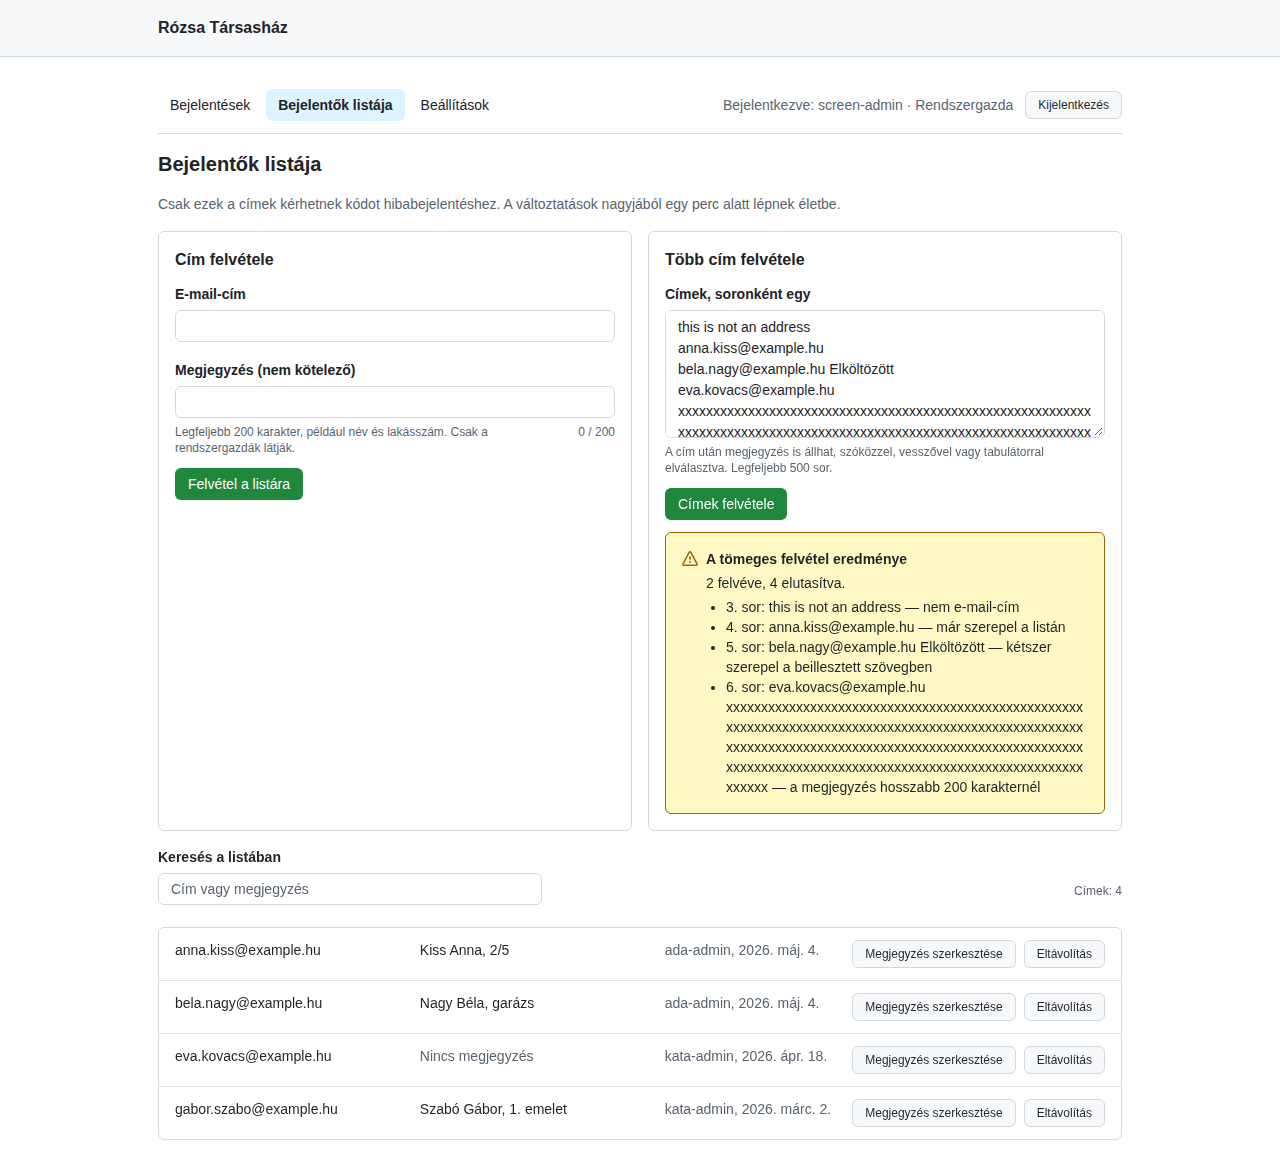 Rózsa Társasház
Bejelentések Bejelentők listája Beállítások Bejelentkezve: screen-admin · Rendszergazda Kijelentkezés
Bejelentők listája
Csak ezek a címek kérhetnek kódot hibabejelentéshez. A változtatások nagyjából egy perc alatt lépnek életbe.
Cím felvétele
E-mail-cím
Megjegyzés (nem kötelező)
Legfeljebb 200 karakter, például név és lakásszám. Csak a 0 / 200
rendszergazdák látják.
Felvétel a listára
Több cím felvétele
Címek, soronként egy
this is not an address
anna.kiss@example.hu
bela.nagy@example.hu Elköltözött
eva.kovacs@example.hu
xxxxxxxxxxxxxxxxxxxxxxxxxxxxxxxxxxxxxxxxxxxxxxxxxxxxxxxxxxx
xxxxxxxxxxxxxxxxxxxxxxxxxxxxxxxxxxxxxxxxxxxxxxxxxxxxxxxxxxx
A cím után megjegyzés is állhat, szóközzel, vesszővel vagy tabulátorral
elválasztva. Legfeljebb 500 sor.
Címek felvétele
A tömeges felvétel eredménye
2 felvéve, 4 elutasítva.
3. sor: this is not an address — nem e-mail-cím
4. sor: anna.kiss@example.hu — már szerepel a listán
5. sor: bela.nagy@example.hu Elköltözött — kétszer
szerepel a beillesztett szövegben
6. sor: eva.kovacs@example.hu
xxxxxxxxxxxxxxxxxxxxxxxxxxxxxxxxxxxxxxxxxxxxxxxxxxx
xxxxxxxxxxxxxxxxxxxxxxxxxxxxxxxxxxxxxxxxxxxxxxxxxxx
xxxxxxxxxxxxxxxxxxxxxxxxxxxxxxxxxxxxxxxxxxxxxxxxxxx
xxxxxxxxxxxxxxxxxxxxxxxxxxxxxxxxxxxxxxxxxxxxxxxxxxx
xxxxxx — a megjegyzés hosszabb 200 karakternél
Keresés a listában
Cím vagy megjegyzés Címek: 4
anna.kiss@example.hu Kiss Anna, 2/5 ada-admin, 2026. máj. 4. Megjegyzés szerkesztése Eltávolítás
bela.nagy@example.hu Nagy Béla, garázs ada-admin, 2026. máj. 4. Megjegyzés szerkesztése Eltávolítás
eva.kovacs@example.hu Nincs megjegyzés kata-admin, 2026. ápr. 18. Megjegyzés szerkesztése Eltávolítás
gabor.szabo@example.hu Szabó Gábor, 1. emelet kata-admin, 2026. márc. 2. Megjegyzés szerkesztése Eltávolítás